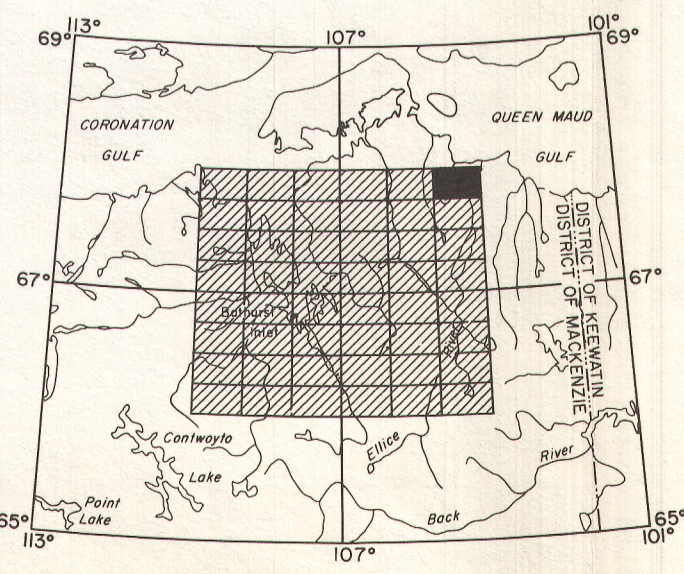 113°
107°
101°
69°
69°
CORONATION
GULF
QUEEN MAUD
GULF
67°
67°
DISTRICT OF KEEWATIN
DISTRICT OF MACKENZIE
Bathurst
Inlet
River
Ellice
Contwoyto
Lake
River
Back
Point
Lake
65°
65°
113°
107°
101°